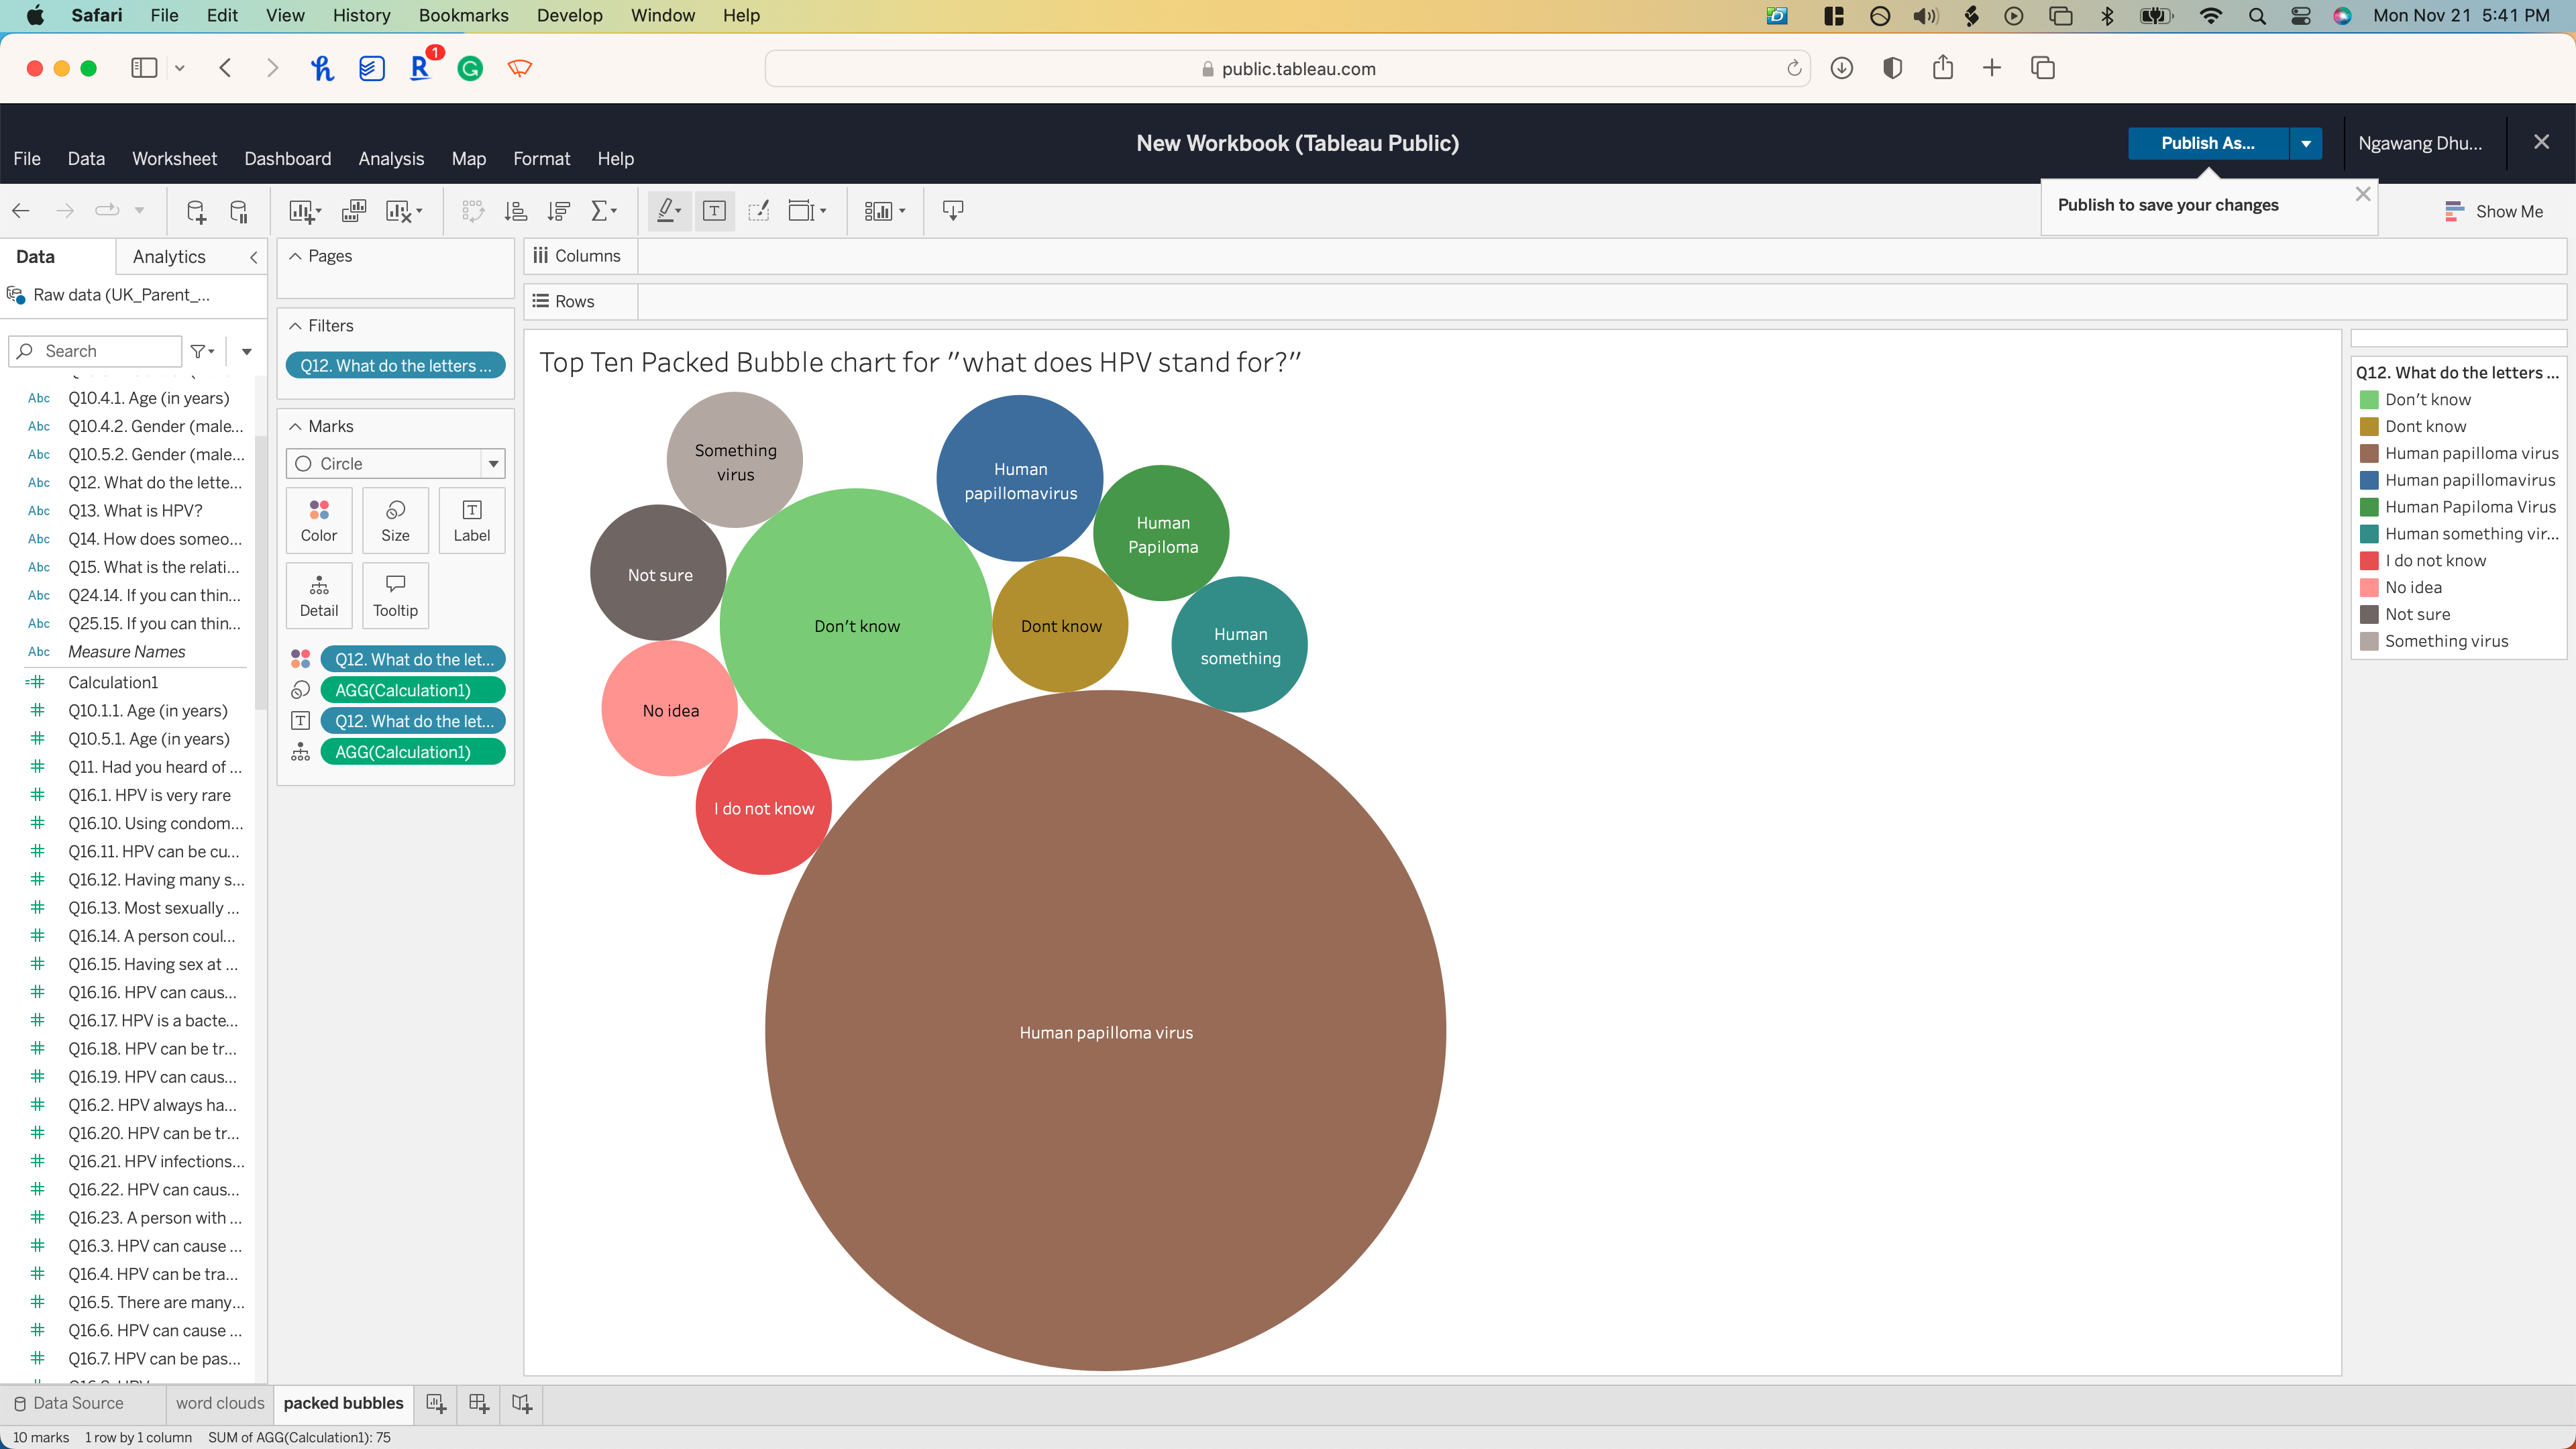 Safari File Edit View History Bookmarks Develop Window Help Mon Nov 21 5:41 PM
1
public.tableau.com
New Workbook (Tableau Public)
Publish As...
Ngawang Dhu...
File Data Worksheet Dashboard Analysis Map Format Help
Publish to save your changes
Show Me
Data Analytics
Raw data (UK_Parent_...
Search
Abc Q10.4.1. Age (in years)
Abc Q10.4.2. Gender (male...
Abc Q10.5.2. Gender (male...
Abc Q12. What do the lette...
Abc Q13. What is HPV?
Abc Q14. How does someo...
Abc Q15. What is the relati...
Abc Q24.14. If you can thin...
Abc Q25.15. If you can thin...
Abc Measure Names
Calculation1
Q10.1.1. Age (in years)
Q10.5.1. Age (in years)
Q11. Had you heard of ...
Q16.1. HPV is very rare
Q16.10. Using condom...
Q16.11. HPV can be cu...
Q16.12. Having many s...
Q16.13. Most sexually ...
Q16.14. A person coul...
Q16.15. Having sex at ...
Q16.16. HPV can caus...
Q16.17. HPV is a bacte...
Q16.18. HPV can be tr...
Q16.19. HPV can caus...
Q16.2. HPV always ha...
Q16.20. HPV can be tr...
Q16.21. HPV infections...
Q16.22. HPV can caus...
Q16.23. A person with ...
Q16.3. HPV can cause ...
Q16.4. HPV can be tra...
Q16.5. There are many...
Q16.6. HPV can cause ...
Q16.7. HPV can be pas...
Pages
Filters
Q12. What do the letters ...
Marks
Circle
Color Size Label
Detail Tooltip
Q12. What do the let...
AGG(Calculation1)
Q12. What do the let...
AGG(Calculation1)
Columns
Rows
Top Ten Packed Bubble chart for "what does HPV stand for?"
Something
virus
Human
papillomavirus
Human
Papiloma
Not sure
Don't know
Dont know
Human
something
No idea
I do not know
Human papilloma virus
Q12. What do the letters ...
Don't know
Dont know
Human papilloma virus
Human papillomavirus
Human Papiloma Virus
Human something vir...
I do not know
No idea
Not sure
Something virus
Data Source word clouds packed bubbles
10 marks 1 row by 1 column SUM of AGG(Calculation1): 75